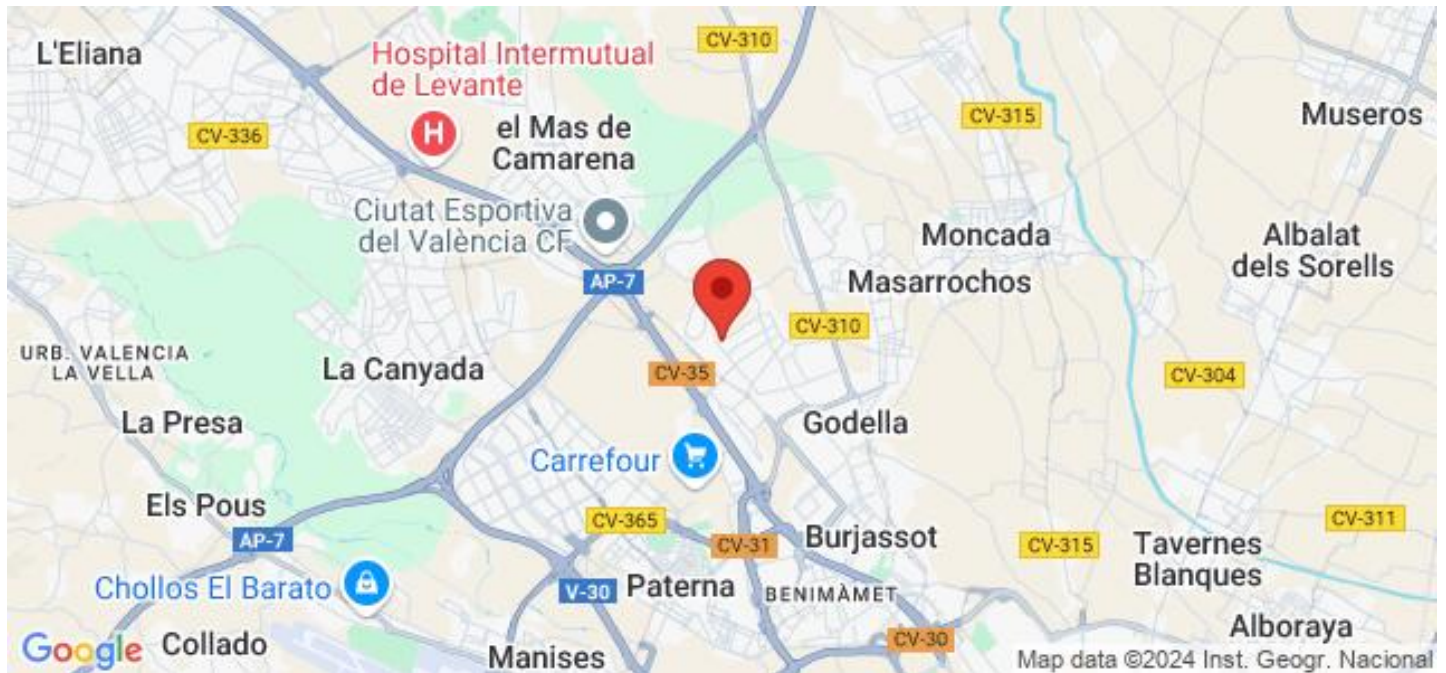 CV-310
L'Eliana
Hospital Intermutual
de Levante
H
Museros
CV-315
CV-336
el Mas de
Camarena
Ciutat Esportiva
del València CF
Moncada
Albalat
dels Sorells
AP-7
Masarrochos
CV-310
URB. VALENCIA
LA VELLA
La Canyada
CV-35
CV-304
La Presa
Godella
Carrefour
Els Pous
CV-365
CV-311
AP-7
CV-31
Burjassot
CV-315
Tavernes
Blanques
Chollos El Barato
V-30
Paterna
BENIMÀMET
Alboraya
Google
Collado
Manises
CV-30
Map data ©2024 Inst. Geogr. Nacional